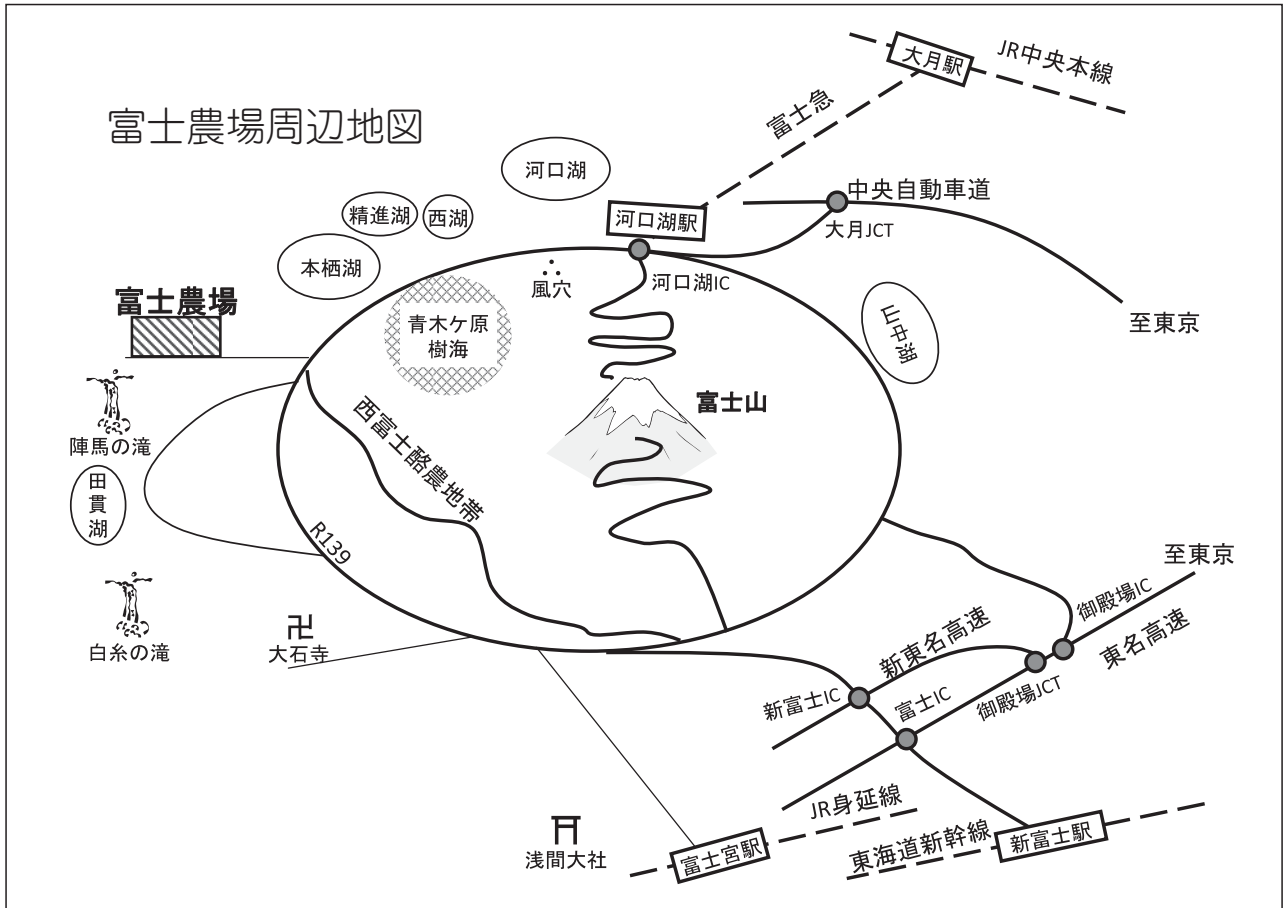 富士農場周辺地図
大月駅
JR中央本線
富士急
河口湖
精進湖
西湖
河口湖駅
中央自動車道
大月JCT
本栖湖
風穴
河口湖IC
富士農場
青木ケ原
樹海
山中湖
至東京
富士山
陣馬の滝
西富士酪農地帯
田
貫
湖
R139
白糸の滝
卍
大石寺
至東京
御殿場IC
東名高速
新東名高速
新富士IC
富士IC
御殿場JCT
JR身延線
浅間大社
富士宮駅
東海道新幹線
新富士駅